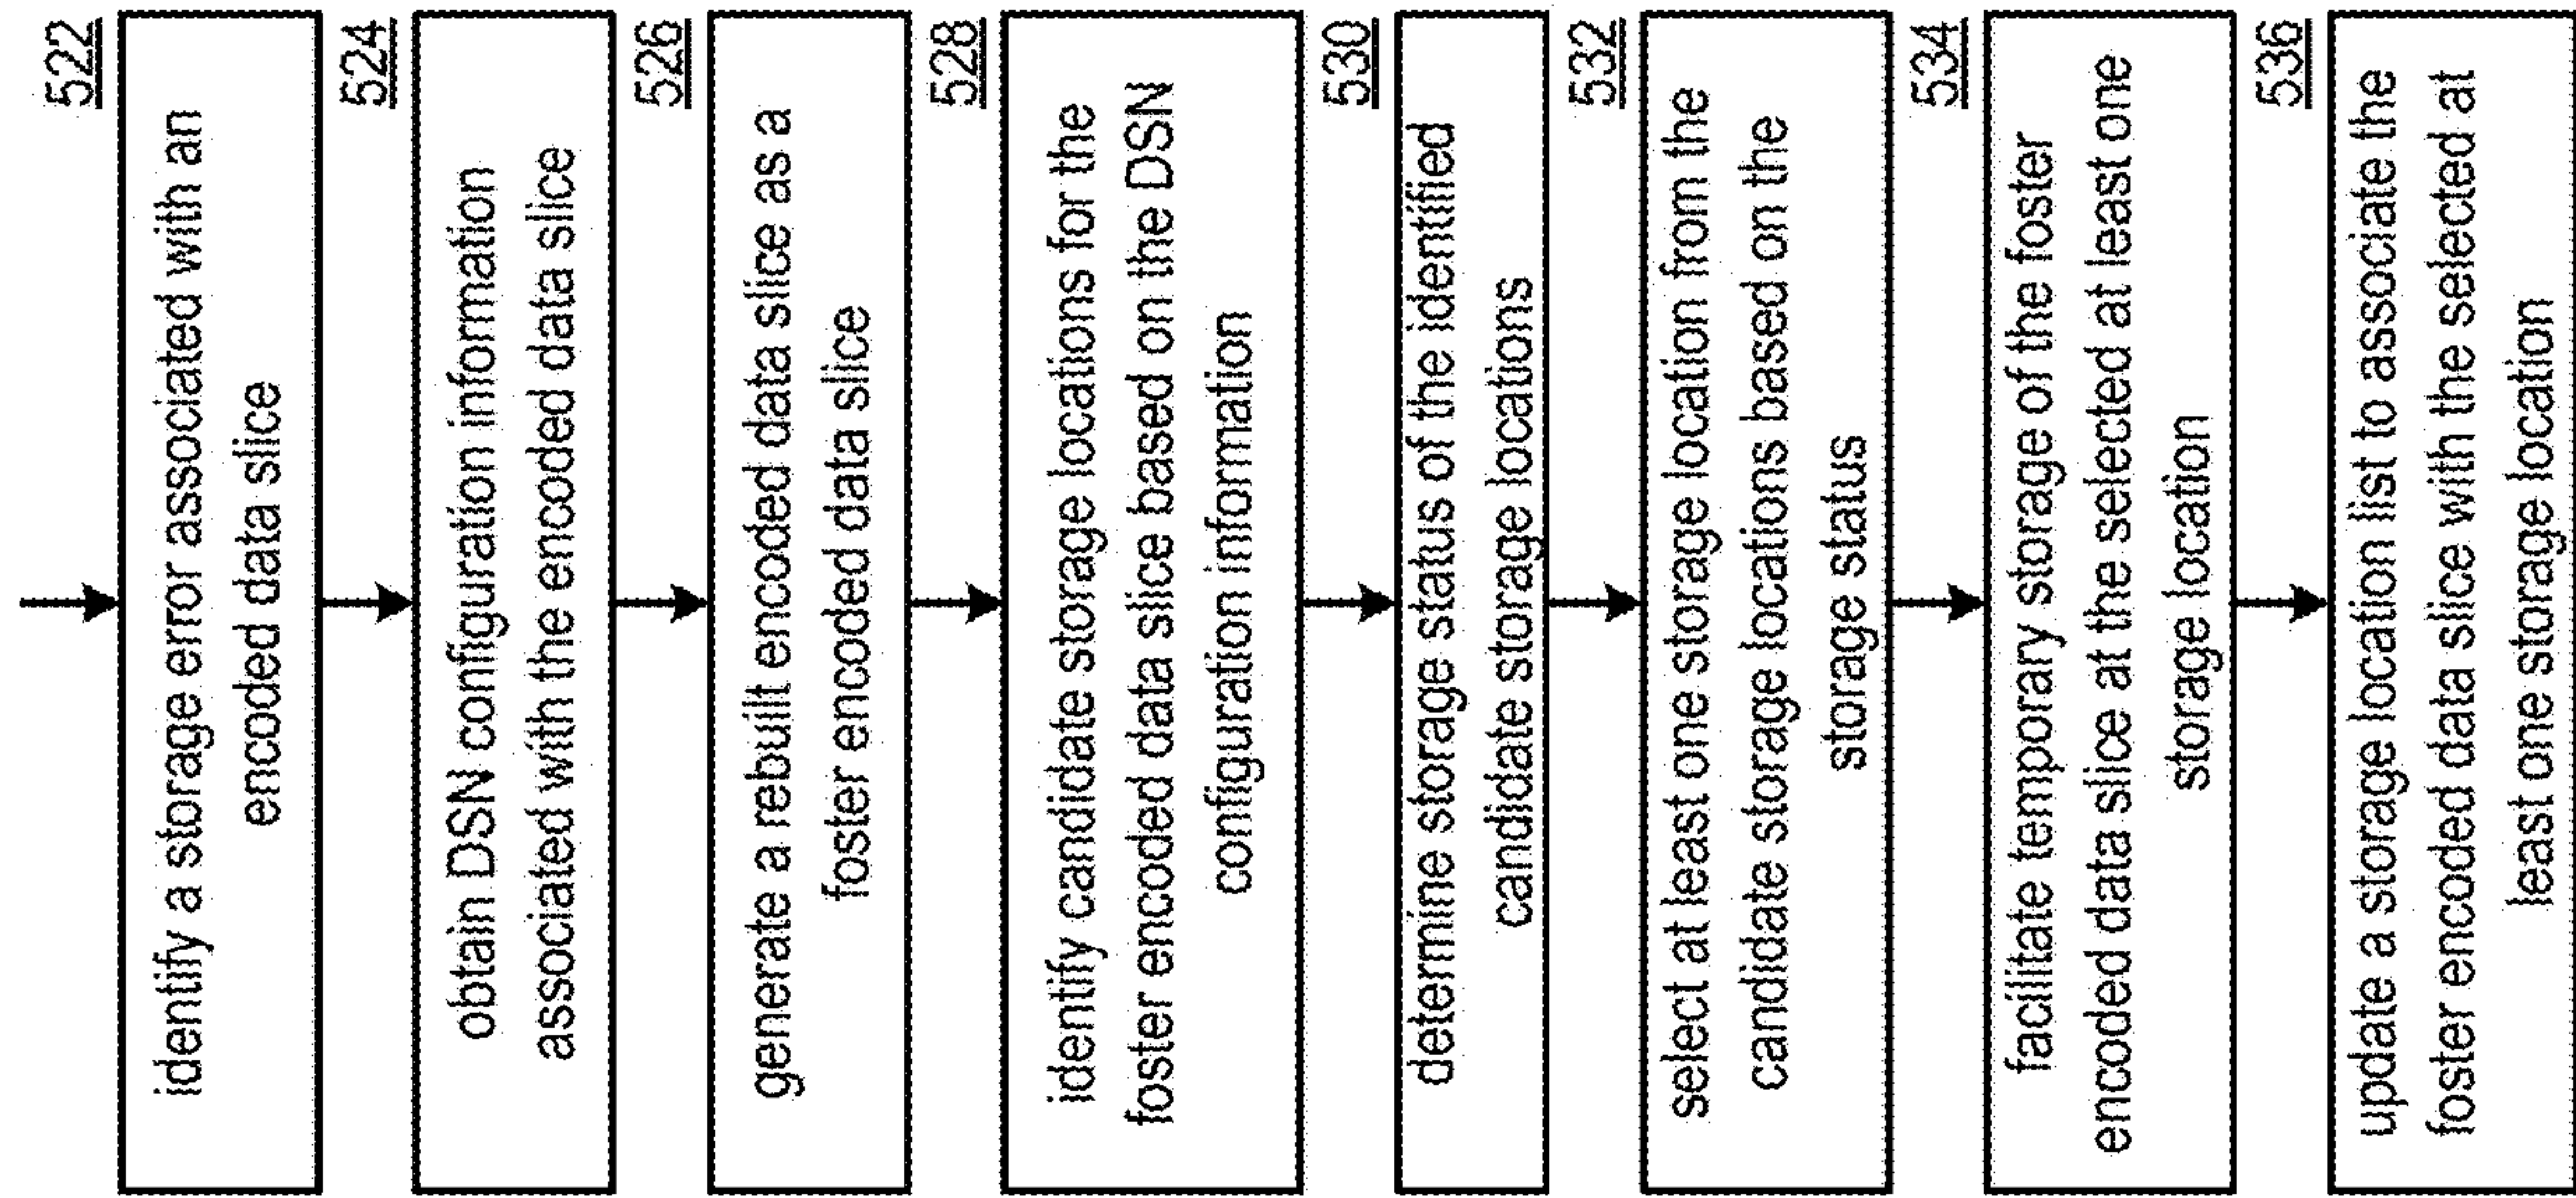 522
identify a storage error associated with an
encoded data slice
524
obtain DSN configuration information
associated with the encoded data slice
526
generate a rebuilt encoded data slice as a
foster encoded data slice
528
identify candidate storage locations for the
foster encoded data slice based on the DSN
configuration information
530
determine storage status of the identified
candidate storage locations
532
select at least one storage location from the
candidate storage locations based on the
storage status
534
facilitate temporary storage of the foster
encoded data slice at the selected at least one
storage location
536
update a storage location list to associate the
foster encoded data slice with the selected at
least one storage location